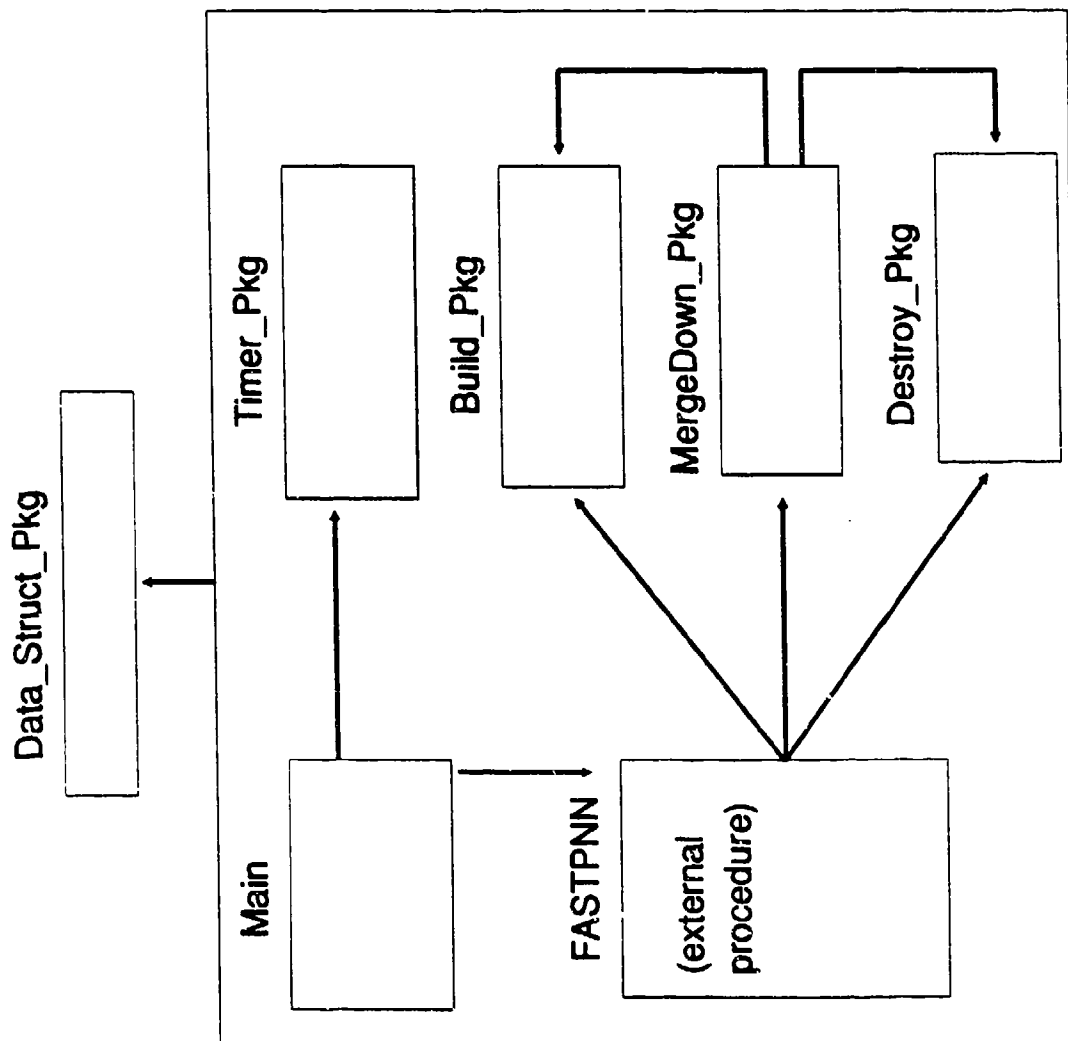 Data_Struct_Pkg
Main
Timer_Pkg
FASTPNN
(external
procedure)
Build_Pkg
MergeDown_Pkg
Destroy_Pkg